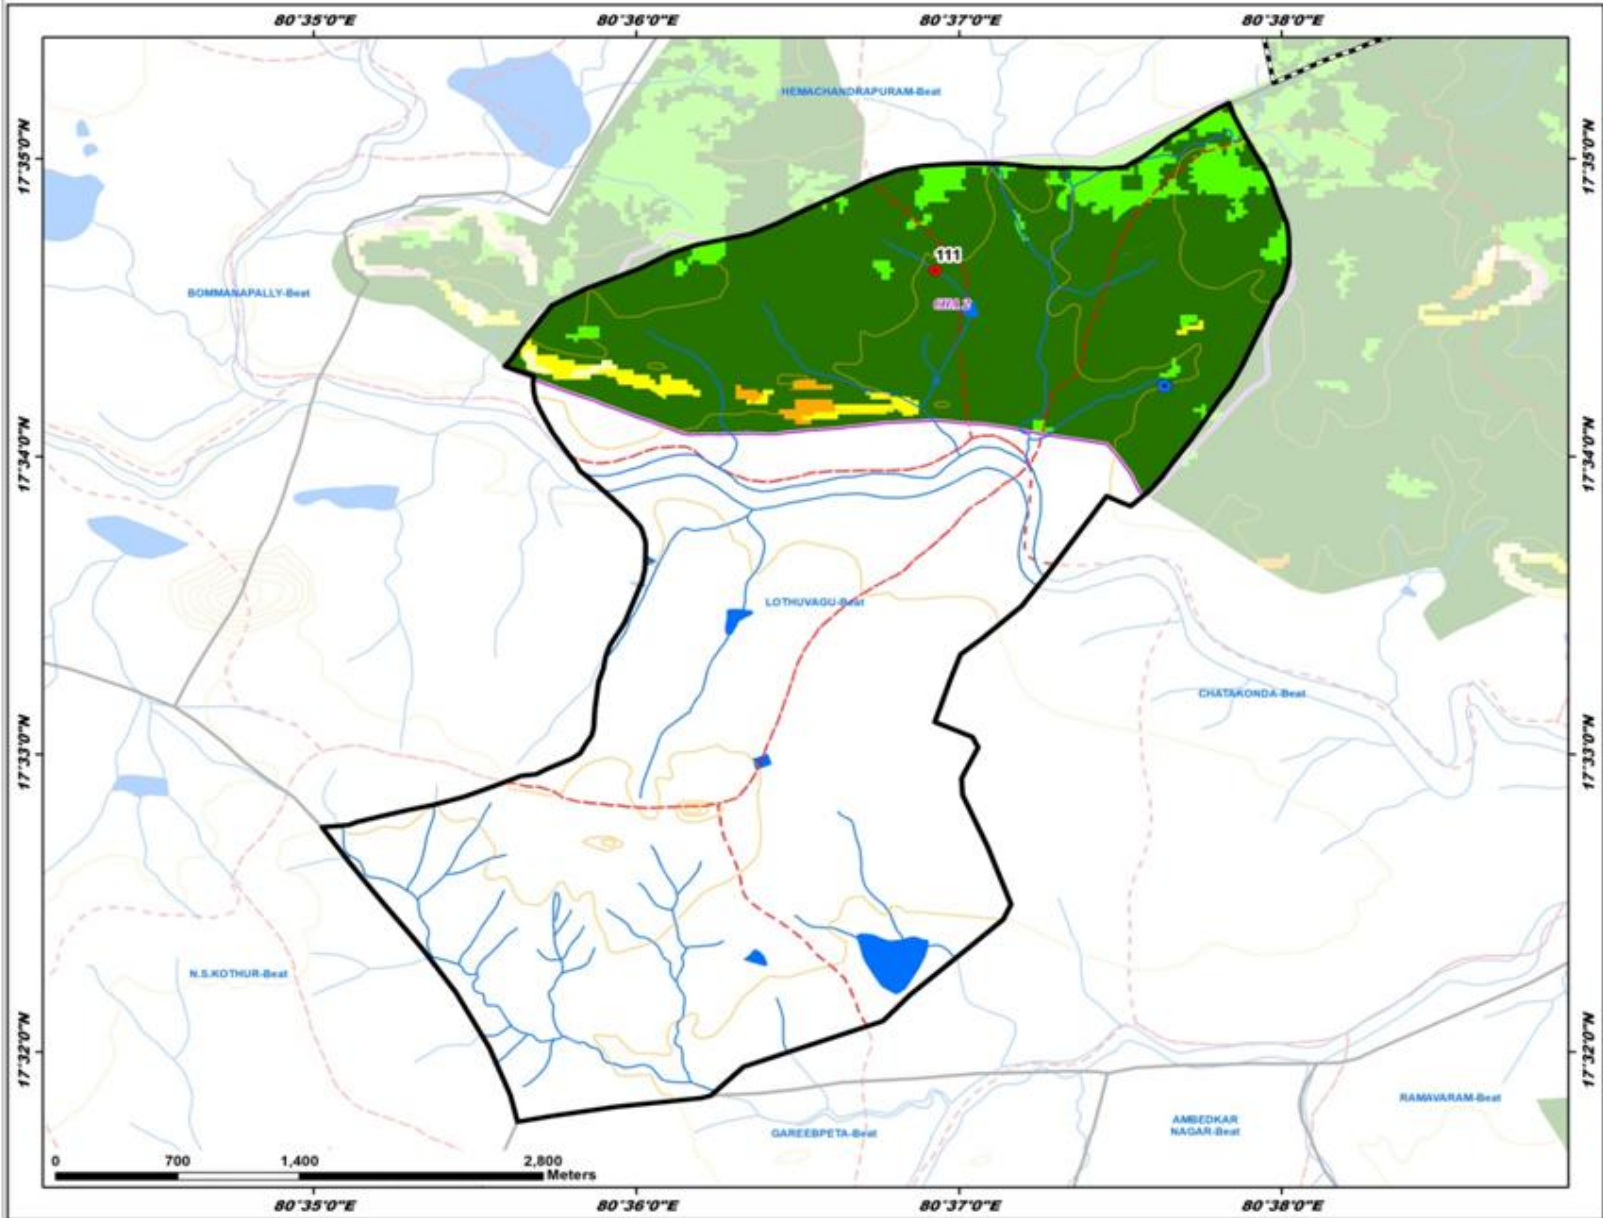 80°35'0"E 80°36'0"E 80°37'0"E 80°38'0"E
HEMACHANDRAPURAM-Beat
17°35'0"N 17°35'0"N
111
BOMMANAPALLY-Beat
17°34'0"N 17°34'0"N
LOTHUVAGU-Beat
CHATAKONDA-Beat
17°33'0"N 17°33'0"N
N.S.KOTHUR-Beat
17°32'0"N 17°32'0"N
RAMAVARAM-Beat
AMBEDKAR
NAGAR-Beat
GAREEBPETA-Beat
0 700 1,400 2,800
Meters
80°35'0"E 80°36'0"E 80°37'0"E 80°38'0"E